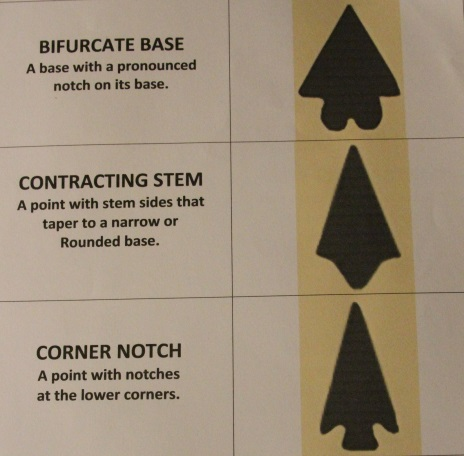 BIFURCATE BASE
A base with a pronounced
notch on its base.
CONTRACTING STEM
A point with stem sides that
taper to a narrow or
Rounded base.
CORNER NOTCH
A point with notches
at the lower corners.